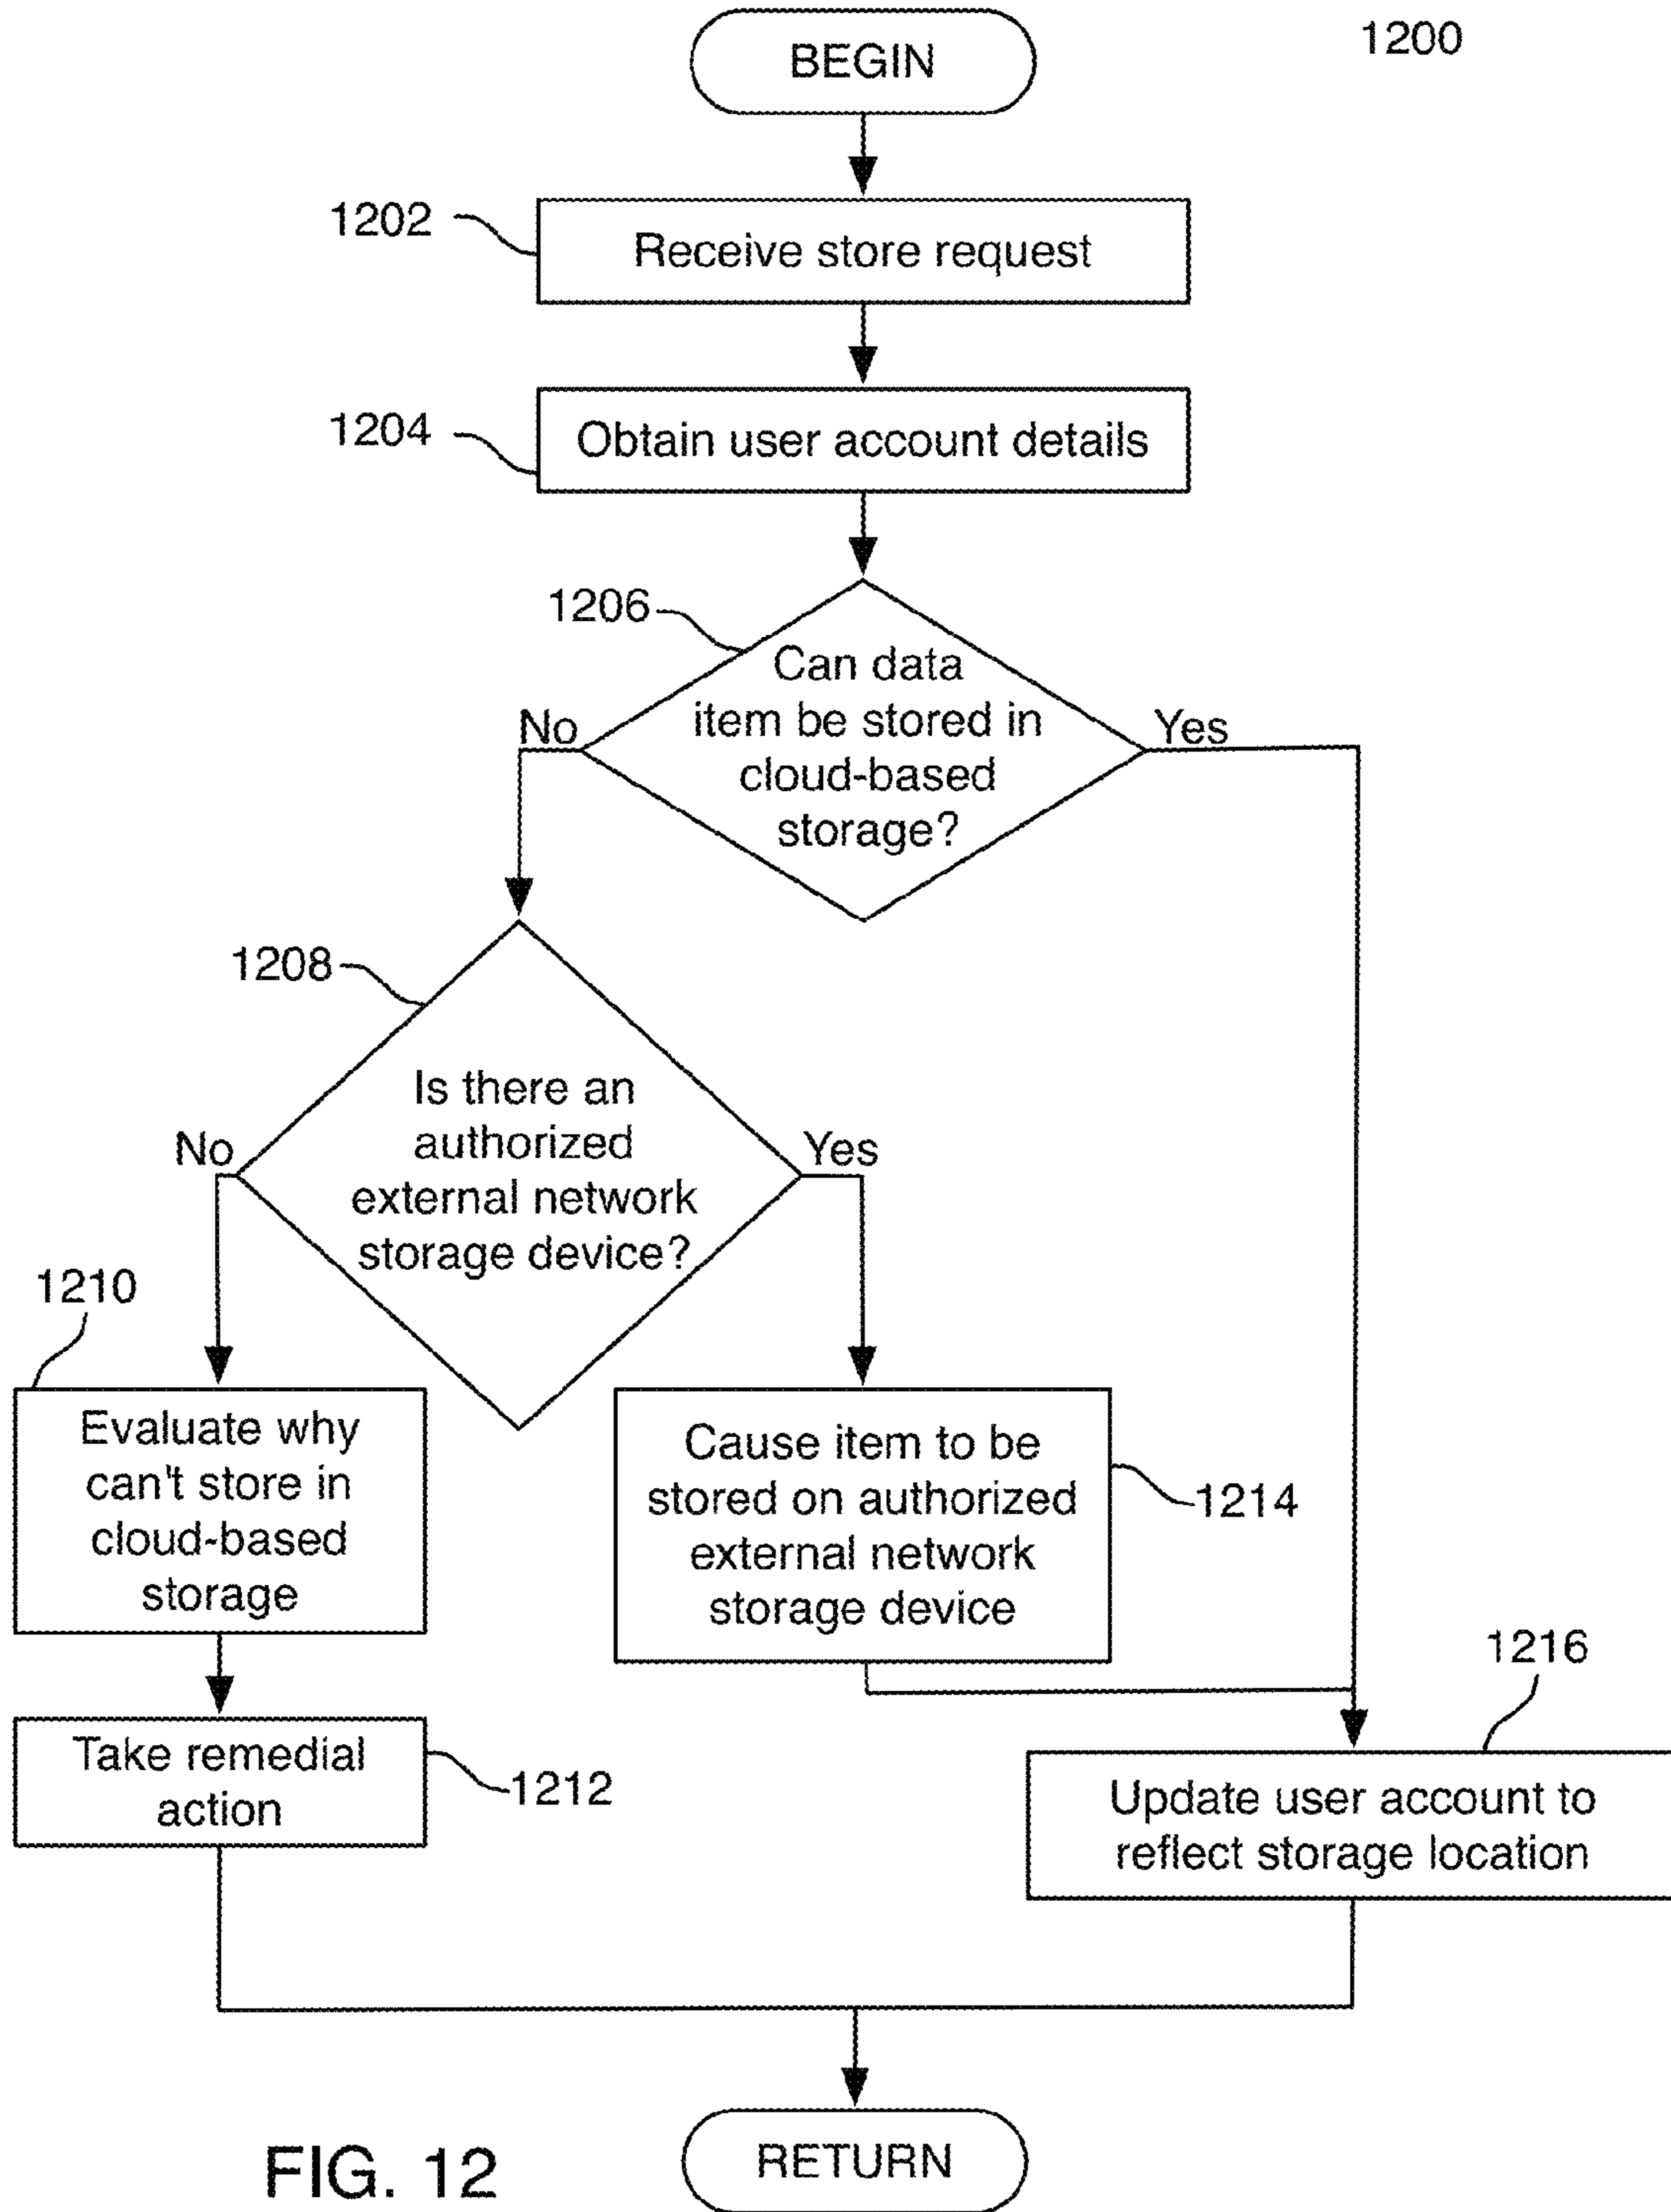 1200
BEGIN
1202
Receive store request
1204
Obtain user account details
1206
Can data
item be stored in
cloud-based
storage?
No
Yes
1208
Is there an
authorized
external network
storage device?
No
Yes
1210
Evaluate why
can't store in
cloud-based
storage
Cause item to be
stored on authorized
external network
storage device
1214
Take remedial
action
1212
1216
Update user account to
reflect storage location
RETURN
FIG. 12